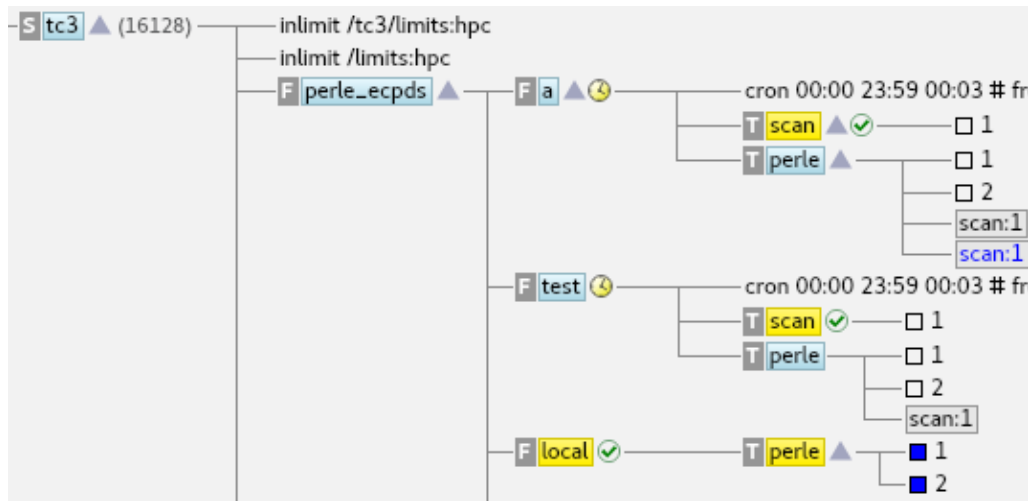 S tc3 (16128) inlimit /tc3/limits:hpc
inlimit /limits:hpc
F perle_ecpds F a cron 00:00 23:59 00:03 # fr
T scan 1
T perle 1
2
scan:1
scan:1
F test cron 00:00 23:59 00:03 # fr
T scan 1
T perle 1
2
scan:1
F local T perle 1
2